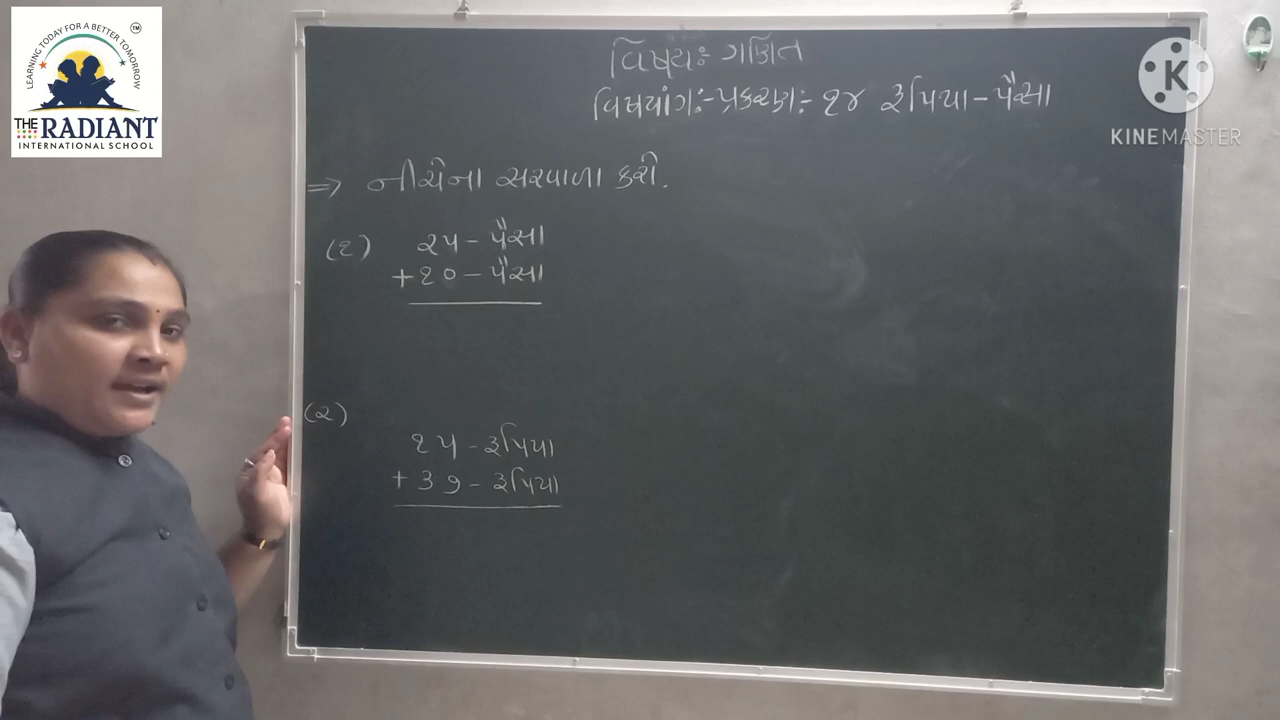 LEARNING TODAY FOR A BETTER TOMORROW
TM
THE RADIANT
INTERNATIONAL SCHOOL
K
KINEMASTER
વિષય: ગણિત
વિષયાંગ:-પ્રકરણ:- ૧૪ રૂપિયા-પૈસા
⇒ નીચેના સરવાળા કરો.
(૧) ૨૫ - પૈસા
+ ૧૦ - પૈસા
(૨)
૧૫ - રૂપિયા
+ ૩૭ - રૂપિયા